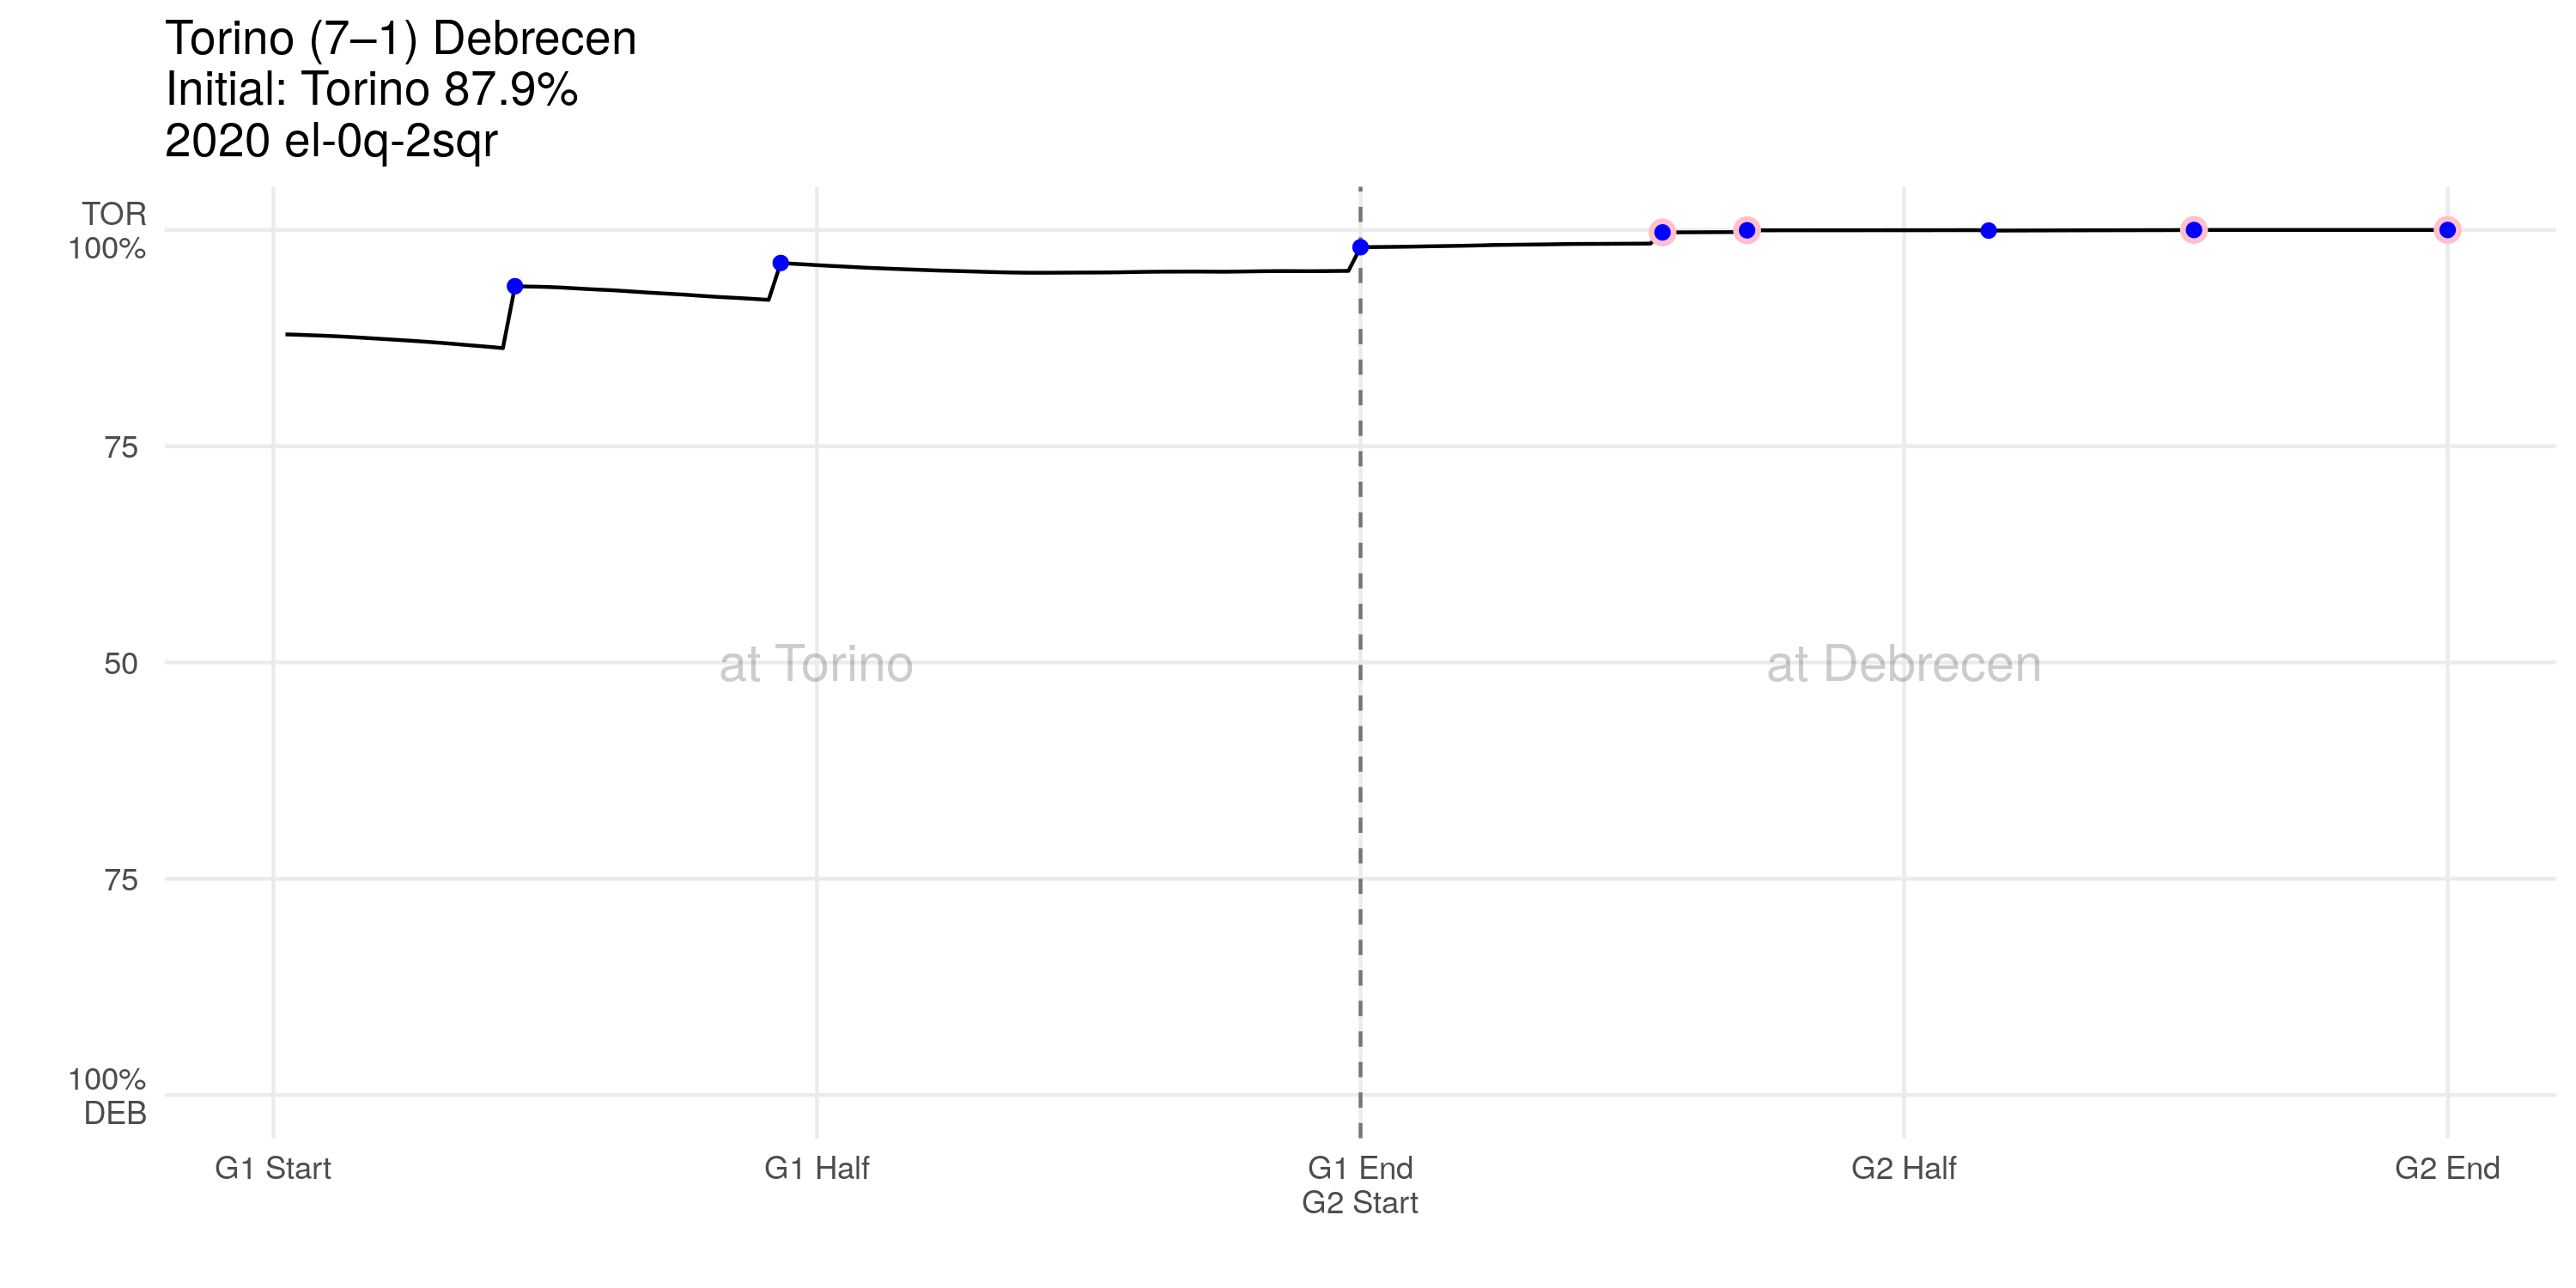 Torino (7–1) Debrecen
Initial: Torino 87.9%
2020 el-0q-2sqr
TOR
100%
75
50
75
100%
DEB
at Torino
at Debrecen
G1 Start
G1 Half
G1 End
G2 Start
G2 Half
G2 End